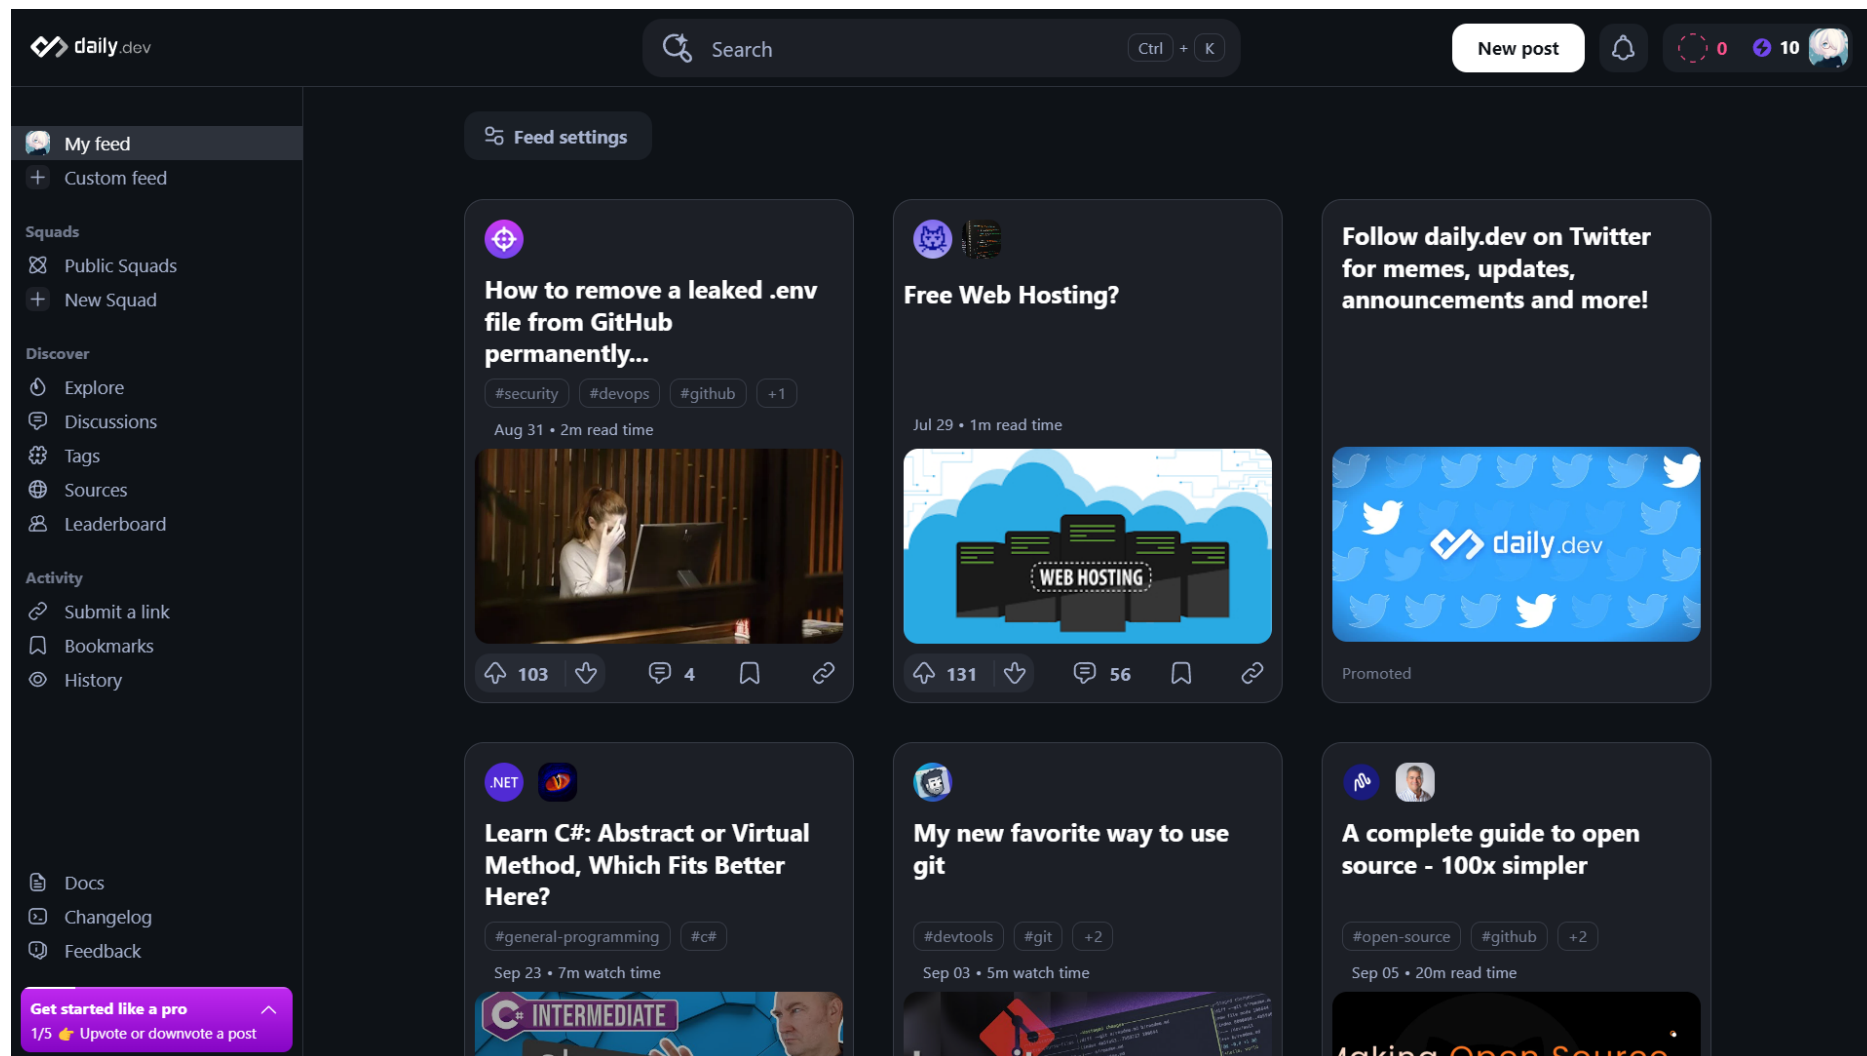 daily.dev
Search
Ctrl + K
New post
0
10
My feed
Custom feed
Squads
Public Squads
New Squad
Discover
Explore
Discussions
Tags
Sources
Leaderboard
Activity
Submit a link
Bookmarks
History
Docs
Changelog
Feedback
Get started like a pro
1/5 👉 Upvote or downvote a post
Feed settings
How to remove a leaked .env
file from GitHub
permanently...
#security #devops #github +1
Aug 31 • 2m read time
103
4
Free Web Hosting?
Jul 29 • 1m read time
WEB HOSTING
131
56
Follow daily.dev on Twitter
for memes, updates,
announcements and more!
daily.dev
Promoted
.NET
Learn C#: Abstract or Virtual
Method, Which Fits Better
Here?
#general-programming #c#
Sep 23 • 7m watch time
C# INTERMEDIATE
My new favorite way to use
git
#devtools #git +2
Sep 03 • 5m watch time
A complete guide to open
source - 100x simpler
#open-source #github +2
Sep 05 • 20m read time
Making Open Source